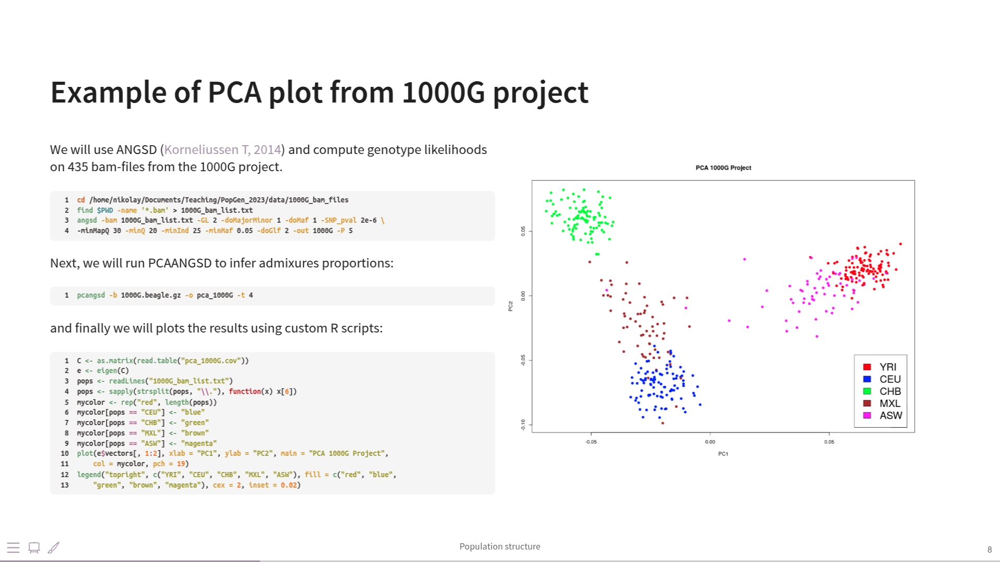 Example of PCA plot from 1000G project
We will use ANGSD (Korneliussen T, 2014) and compute genotype likelihoods
on 435 bam-files from the 1000G project.
1 cd /home/nikolay/Documents/Teaching/PopGen_2023/data/1000G_bam_files
2 find $PWD -name '*.bam' > 1000G_bam_list.txt
3 angsd -bam 1000G_bam_list.txt -GL 2 -doMajorMinor 1 -doMaf 1 -SNP_pval 2e-6 \
4 -minMapQ 30 -minQ 20 -minInd 25 -minMaf 0.05 -doGlf 2 -out 1000G -P 5
Next, we will run PCAANGSD to infer admixures proportions:
1 pcangsd -b 1000G.beagle.gz -o pca_1000G -t 4
and finally we will plots the results using custom R scripts:
1 C <- as.matrix(read.table("pca_1000G.cov"))
2 e <- eigen(C)
3 pops <- readLines("1000G_bam_list.txt")
4 pops <- sapply(strsplit(pops, "\\."), function(x) x[6])
5 mycolor <- rep("red", length(pops))
6 mycolor[pops == "CEU"] <- "blue"
7 mycolor[pops == "CHB"] <- "green"
8 mycolor[pops == "MXL"] <- "brown"
9 mycolor[pops == "ASW"] <- "magenta"
10 plot(e$vectors[, 1:2], xlab = "PC1", ylab = "PC2", main = "PCA 1000G Project",
11 col = mycolor, pch = 19)
12 legend("topright", c("YRI", "CEU", "CHB", "MXL", "ASW"), fill = c("red", "blue",
13 "green", "brown", "magenta"), cex = 2, inset = 0.02)
PCA 1000G Project
0.05
0.00
-0.05
-0.10
PC2
-0.05 0.00 0.05
PC1
YRI
CEU
CHB
MXL
ASW
Population structure
8